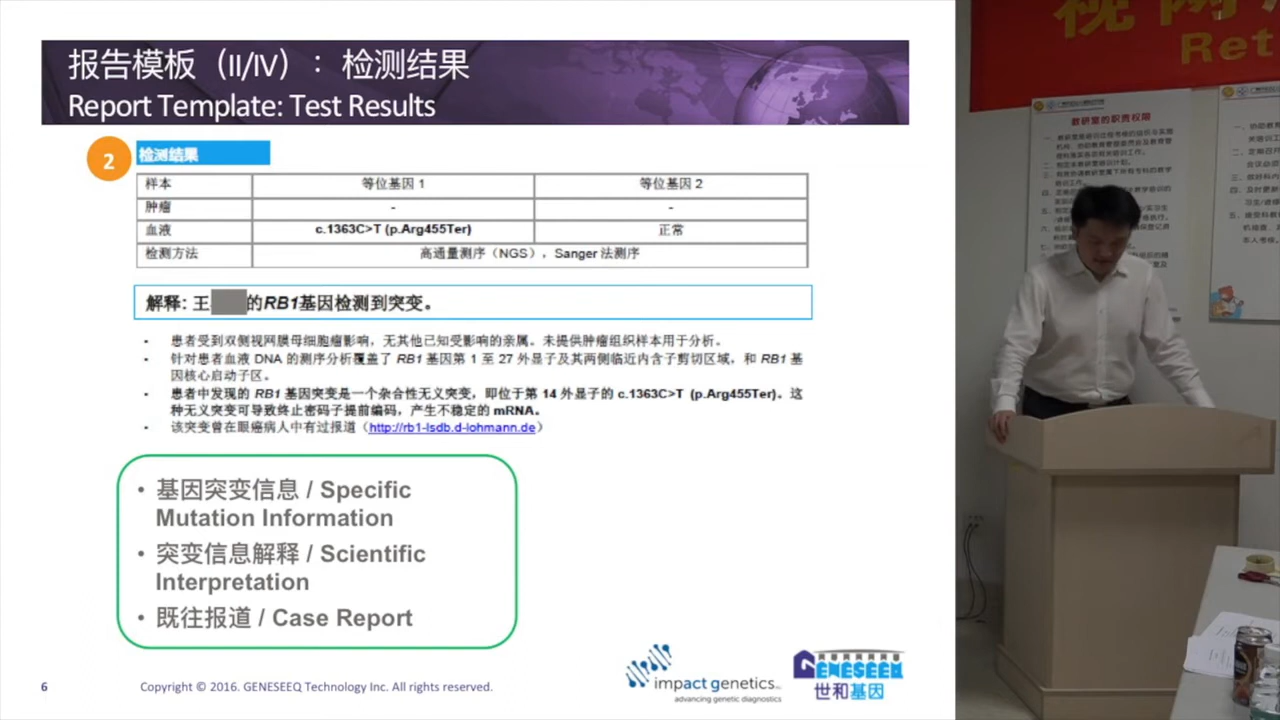 报告模板（II/IV）：检测结果
Report Template: Test Results
2
检测结果
样本 等位基因 1 等位基因 2
肿瘤 - -
血液 c.1363C>T (p.Arg455Ter) 正常
检测方法 高通量测序（NGS），Sanger 法测序
解释: 王 的RB1基因检测到突变。
- 患者受到双侧视网膜母细胞瘤影响，无其他已知受影响的亲属。未提供肿瘤组织样本用于分析。
- 针对患者血液 DNA 的测序分析覆盖了 RB1 基因第 1 至 27 外显子及其两侧临近内含子剪切区域，和 RB1 基
因核心启动子区。
- 患者中发现的 RB1 基因突变是一个杂合性无义突变，即位于第 14 外显子的 c.1363C>T (p.Arg455Ter)。这
种无义突变可导致终止密码子提前编码，产生不稳定的 mRNA。
- 该突变曾在眼癌病人中有过报道（http://rb1-lsdb.d-lohmann.de）
• 基因突变信息 / Specific
Mutation Information
• 突变信息解释 / Scientific
Interpretation
• 既往报道 / Case Report
6
Copyright © 2016. GENESEEQ Technology Inc. All rights reserved.
impact genetics
advancing genetic diagnostics
GENESEEQ
世和基因
视网
Ret
教研室的职责权限